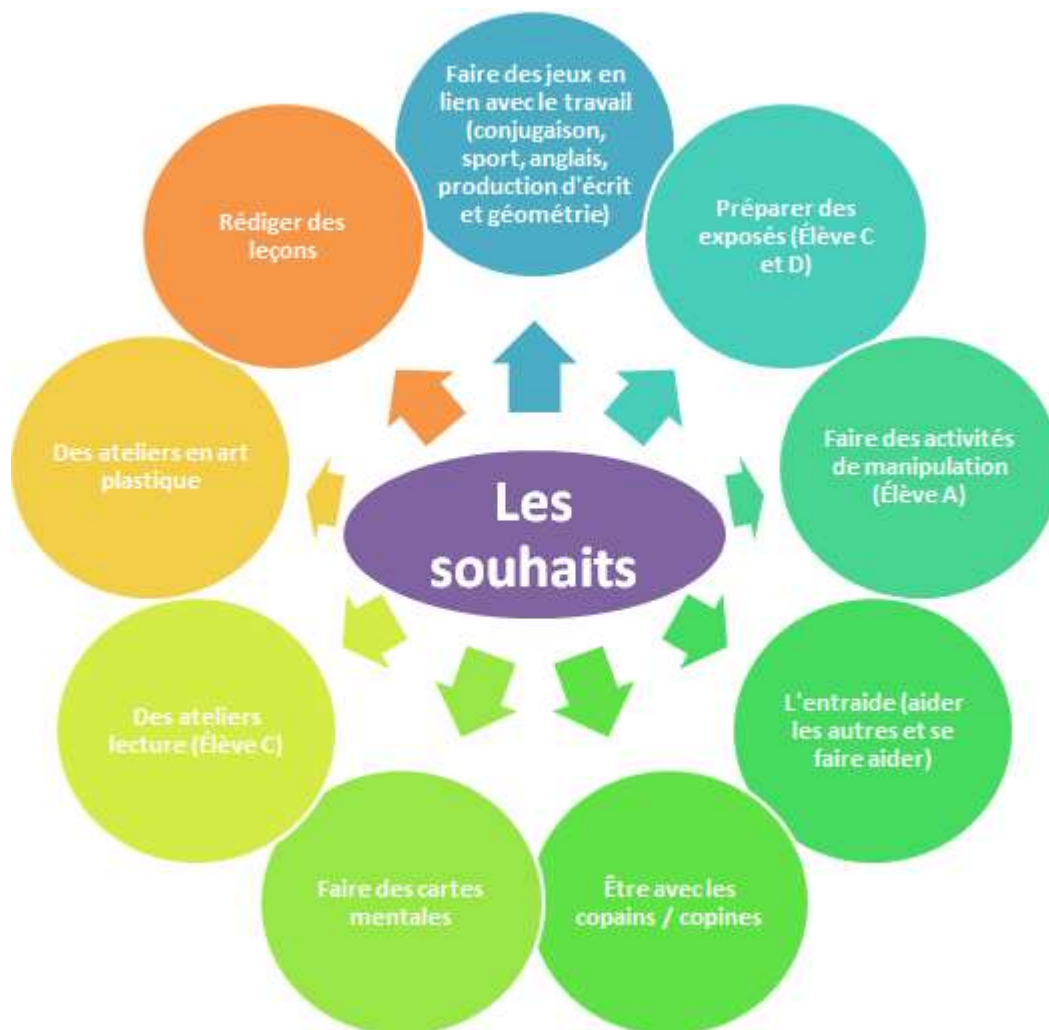 Faire des jeux en
lien avec le travail
(conjugaison,
sport, anglais,
production d'écrit
et géométrie)
Préparer des
exposés (Élève C
et D)
Faire des activités
de manipulation
(Élève A)
L'entraide (aider
les autres et se
faire aider)
Être avec les
copains / copines
Faire des cartes
mentales
Des ateliers
lecture (Élève C)
Des ateliers en art
plastique
Rédiger des
leçons
Les
souhaits